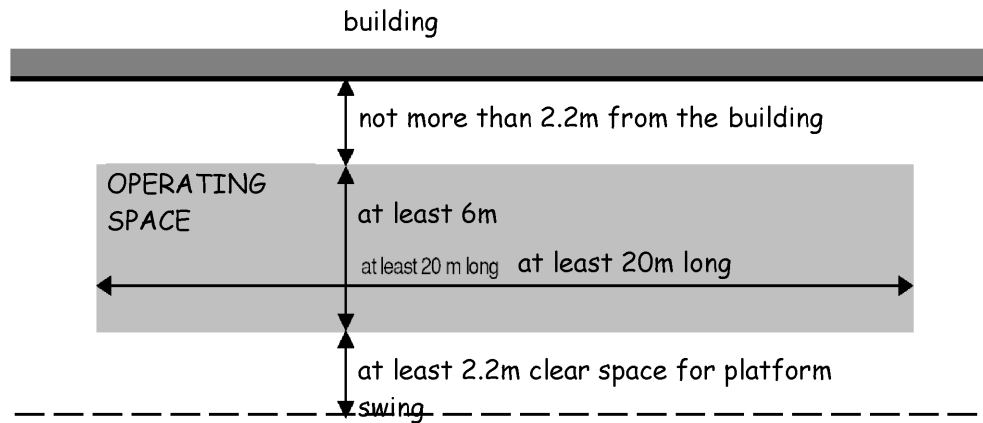 building
not more than 2.2m from the building
OPERATING
SPACE
at least 6m
at least 20 m long at least 20m long
at least 2.2m clear space for platform
swing